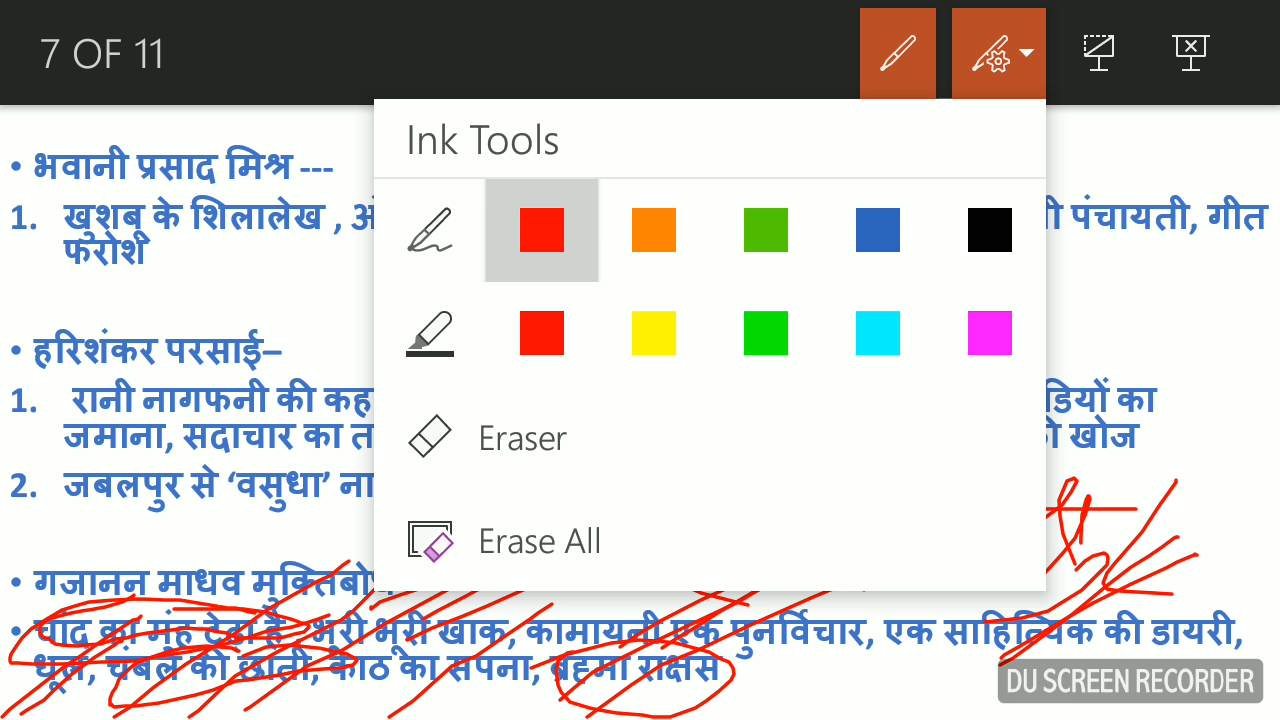 7 OF 11
Ink Tools
• भवानी प्रसाद मिश्र ---
1. खुशबू के शिलालेख , पंचायती, गीत
फरोश
• हरिशंकर परसाई–
1. रानी नागफनी की का
जमाना, सदाचार का खोज
2. जबलपुर से ‘वसुधा’
Eraser
Erase All
• गजानन माधव मुक्तिबोध
• चाँद का मुंह टेढ़ा है, भूरी भूरी खाक, कामायनी एक पुनर्विचार, एक साहित्यिक की डायरी,
धूल, चंबल की छाती, काठ का सपना, ब्रह्मा राक्षस
DU SCREEN RECORDER